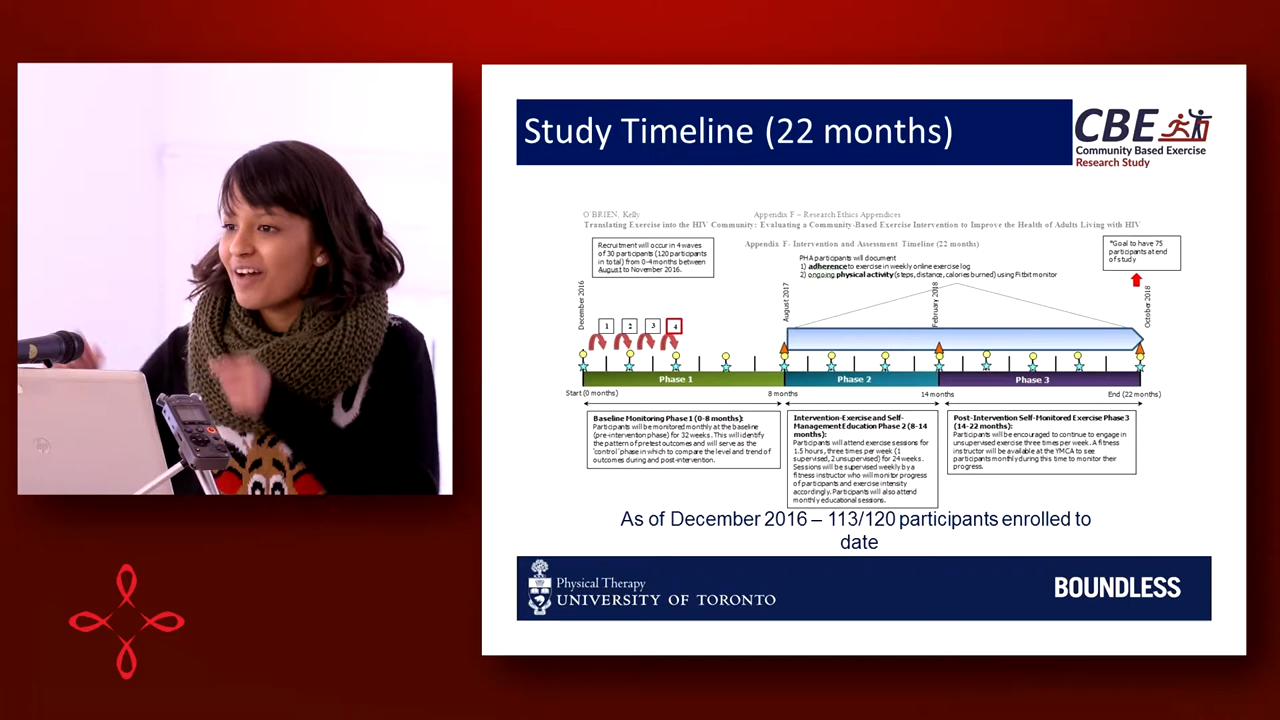 Study Timeline (22 months)
CBE
Community Based Exercise
Research Study
O'BRIEN, Kelly
Appendix F – Research Ethics Appendices
Translating Exercise into the HIV Community: Evaluating a Community-Based Exercise Intervention to Improve the Health of Adults Living with HIV
Appendix F- Intervention and Assessment Timeline (22 months)
Recruitment will occur in 4 waves
of 30 participants (120 participants
in total) from 0-4 months between
August to November 2016.
PHA participants will document
1) adherence to exercise in weekly online exercise log
2) ongoing physical activity (steps, distance, calories burned) using Fitbit monitor
*Goal to have 75
participants at end
of study
December 2016
August 2017
February 2018
October 2018
1
2
3
4
Phase 1
Phase 2
Phase 3
Start (0 months)
8 months
14 months
End (22 months)
Baseline Monitoring Phase 1 (0-8 months):
Participants will be monitored monthly at the baseline
(pre-intervention phase) for 32 weeks. This will identify
the pattern of pretest outcomes and will serve as the
'control' phase in which to compare the level and trend of
outcomes during and post-intervention.
Intervention-Exercise and Self-
Management Education Phase 2 (8-14
months):
Participants will attend exercise sessions for
1.5 hours, three times per week (1
supervised, 2 unsupervised) for 24 weeks.
Sessions will be supervised weekly by a
fitness instructor who will monitor progress
of participants and exercise intensity
accordingly. Participants will also attend
monthly educational sessions.
Post-Intervention Self-Monitored Exercise Phase 3
(14-22 months):
Participants will be encouraged to continue to engage in
unsupervised exercise three times per week. A fitness
instructor will be available at the YMCA to see
participants monthly during this time to monitor their
progress.
As of December 2016 – 113/120 participants enrolled to
date
Physical Therapy
UNIVERSITY OF TORONTO
BOUNDLESS
hp